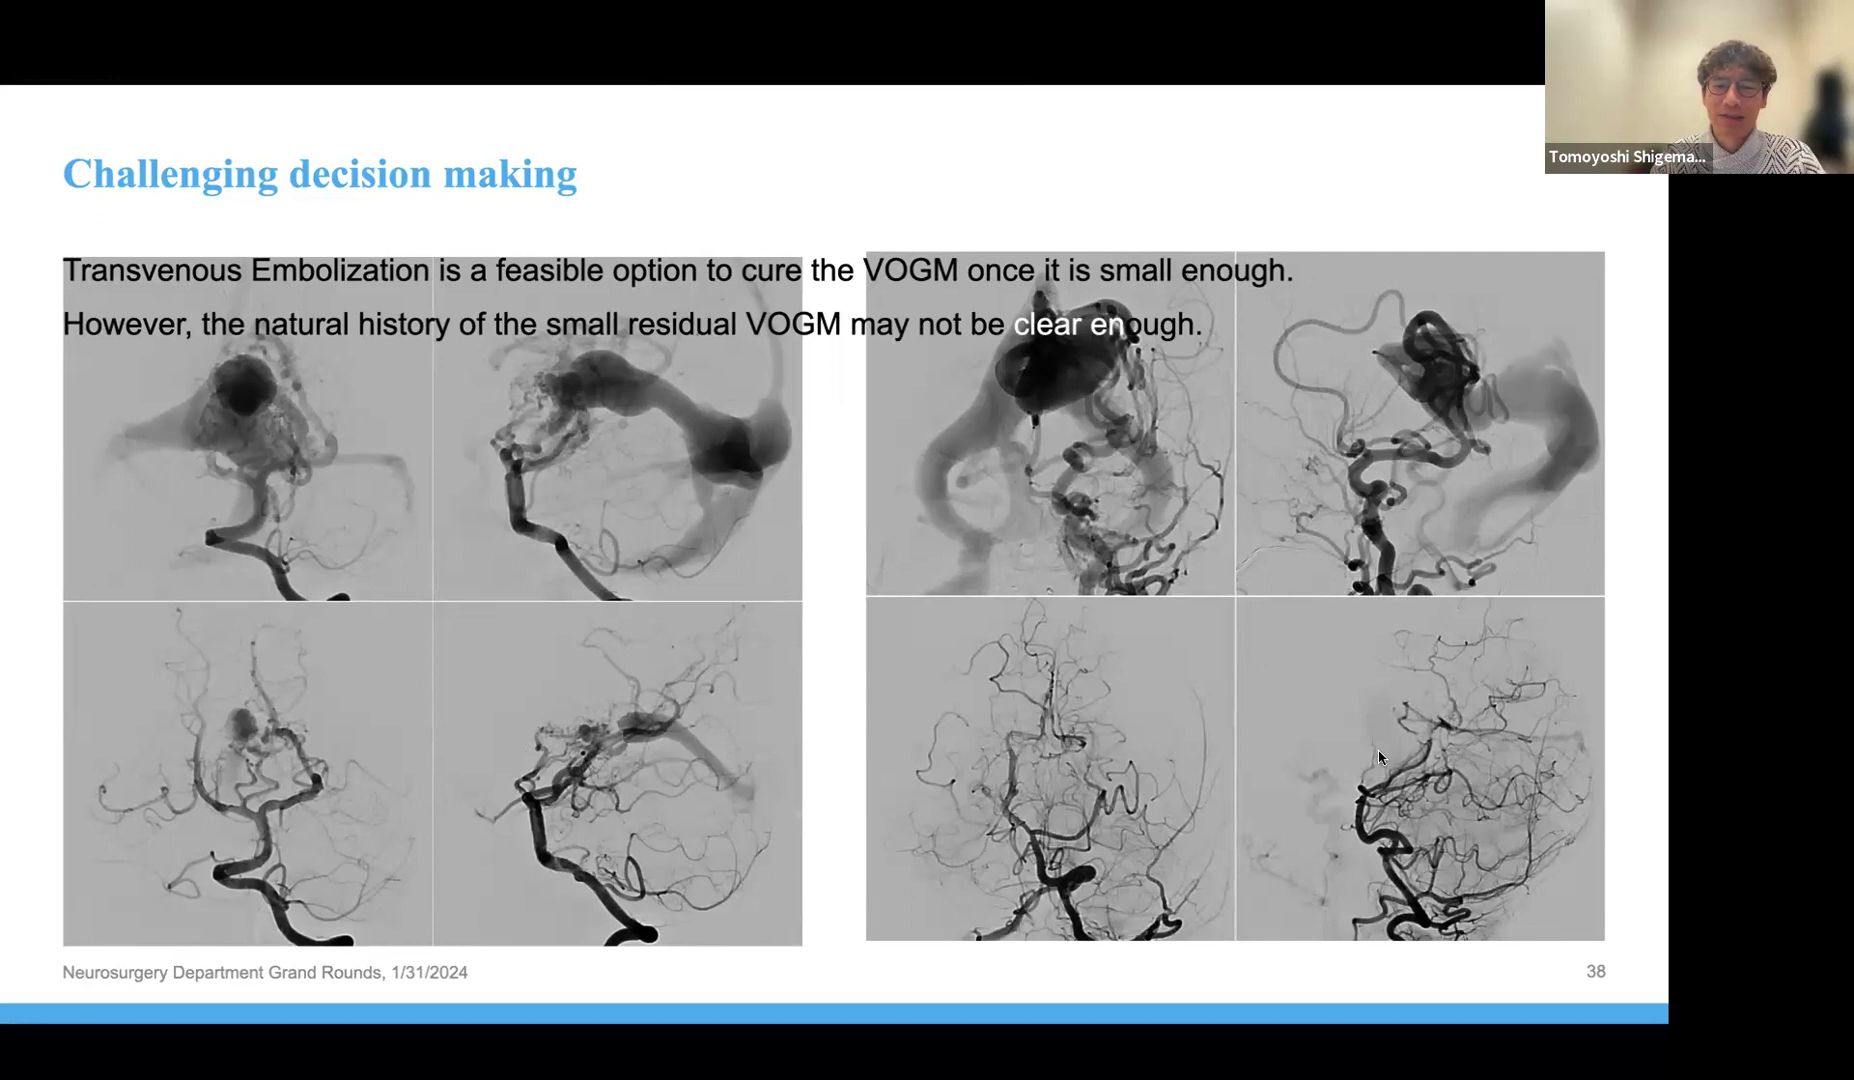 Tomoyoshi Shigema...
Challenging decision making
Transvenous Embolization is a feasible option to cure the VOGM once it is small enough.
However, the natural history of the small residual VOGM may not be clear enough.
Neurosurgery Department Grand Rounds, 1/31/2024
38